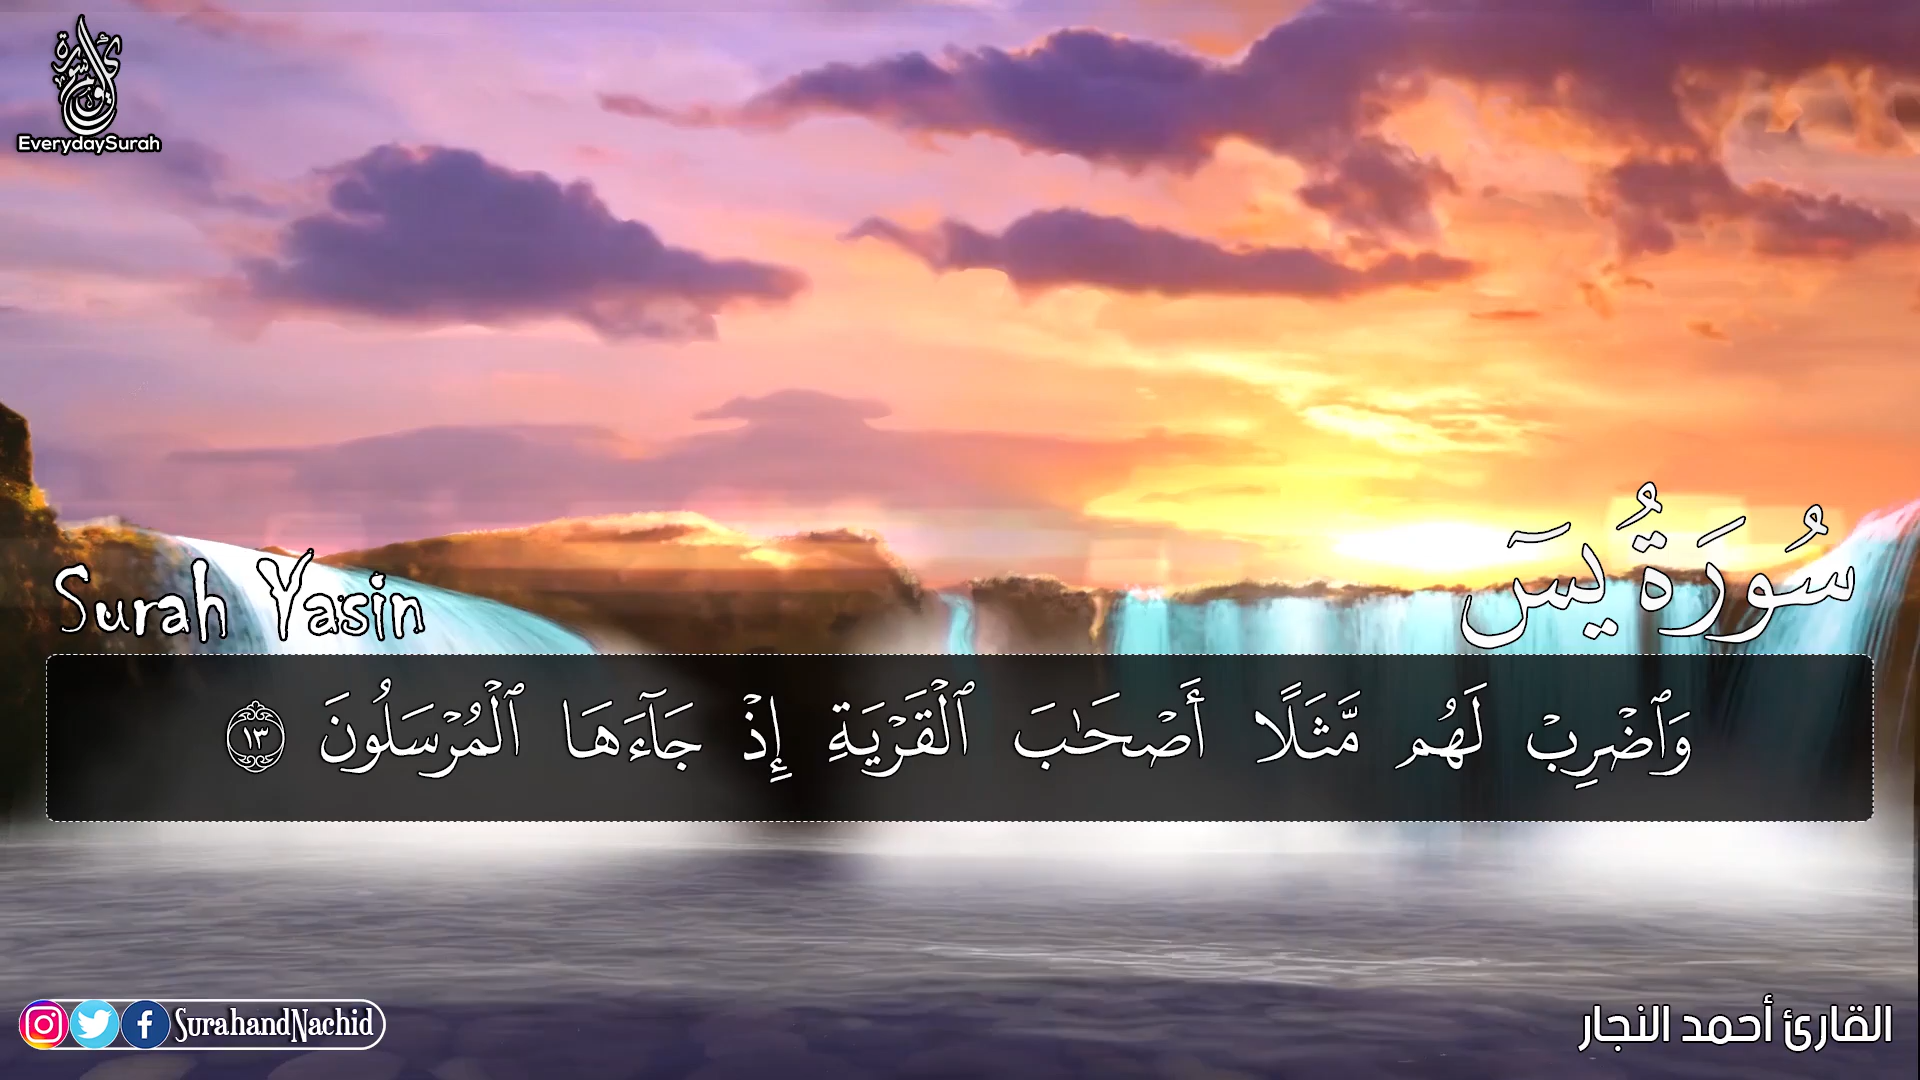 EverydaySurah
Surah Yasin
سُورَةُ يسٓ
وَٱضْرِبْ لَهُم مَّثَلًا أَصْحَٰبَ ٱلْقَرْيَةِ إِذْ جَآءَهَا ٱلْمُرْسَلُونَ ١٣
SurahandNachid
القارئ أحمد النجار